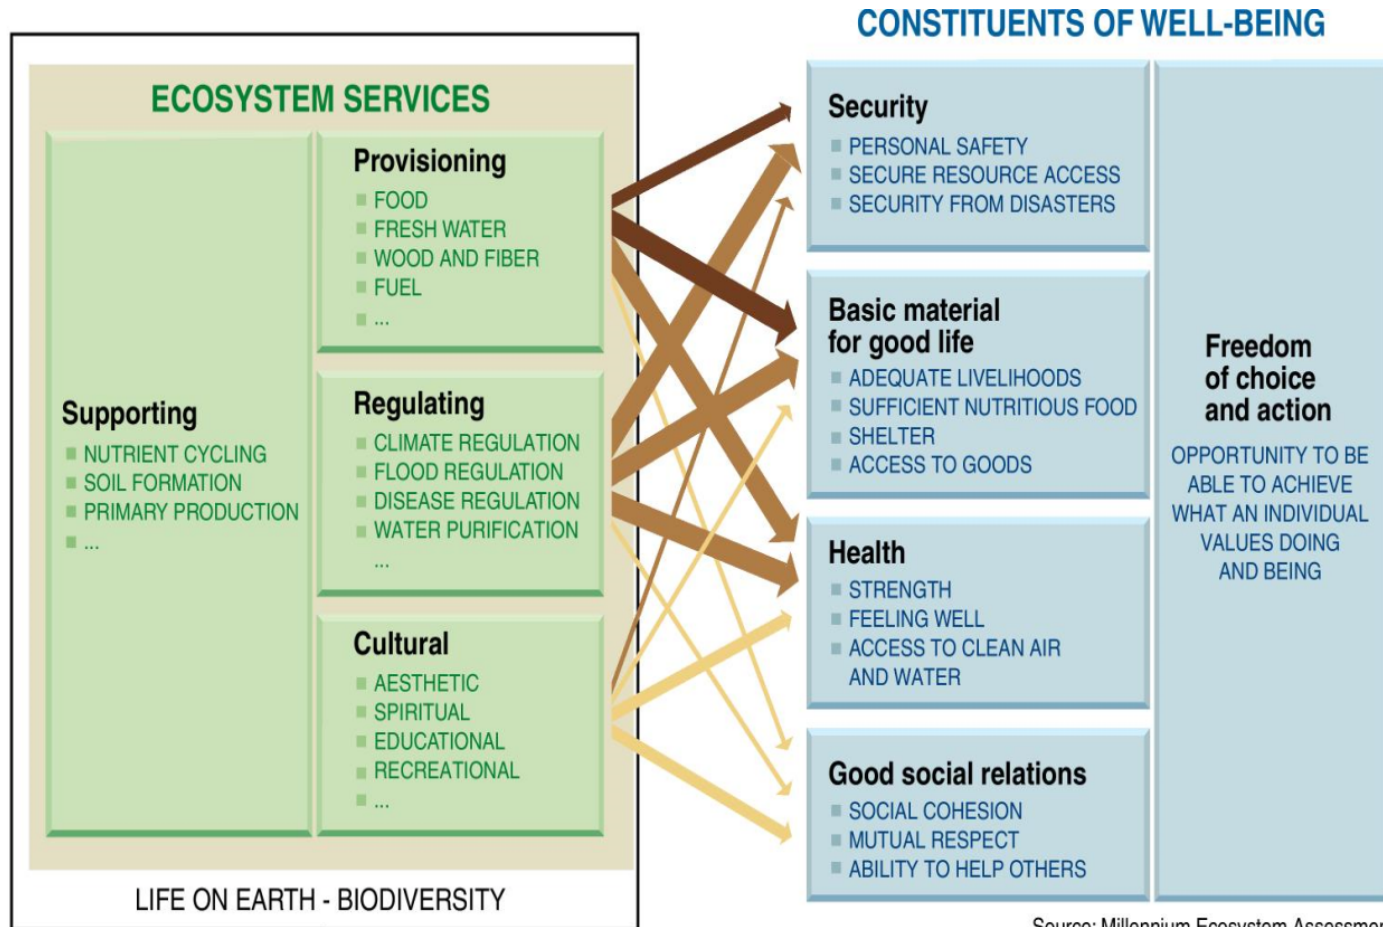 CONSTITUENTS OF WELL-BEING
ECOSYSTEM SERVICES
Supporting
NUTRIENT CYCLING
SOIL FORMATION
PRIMARY PRODUCTION
...
Provisioning
FOOD
FRESH WATER
WOOD AND FIBER
FUEL
...
Regulating
CLIMATE REGULATION
FLOOD REGULATION
DISEASE REGULATION
WATER PURIFICATION
...
Cultural
AESTHETIC
SPIRITUAL
EDUCATIONAL
RECREATIONAL
...
LIFE ON EARTH - BIODIVERSITY
Security
PERSONAL SAFETY
SECURE RESOURCE ACCESS
SECURITY FROM DISASTERS
Basic material
for good life
ADEQUATE LIVELIHOODS
SUFFICIENT NUTRITIOUS FOOD
SHELTER
ACCESS TO GOODS
Health
STRENGTH
FEELING WELL
ACCESS TO CLEAN AIR
AND WATER
Good social relations
SOCIAL COHESION
MUTUAL RESPECT
ABILITY TO HELP OTHERS
Freedom
of choice
and action
OPPORTUNITY TO BE
ABLE TO ACHIEVE
WHAT AN INDIVIDUAL
VALUES DOING
AND BEING
Source: Millennium Ecosystem